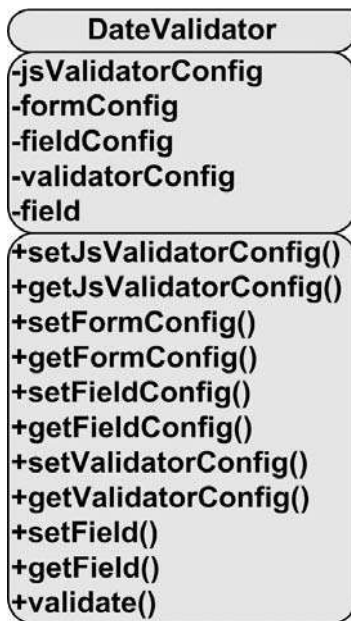 DateValidator
-jsValidatorConfig
-formConfig
-fieldConfig
-validatorConfig
-field
+setJsValidatorConfig()
+getJsValidatorConfig()
+setFormConfig()
+getFormConfig()
+setFieldConfig()
+getFieldConfig()
+setValidatorConfig()
+getValidatorConfig()
+setField()
+getField()
+validate()